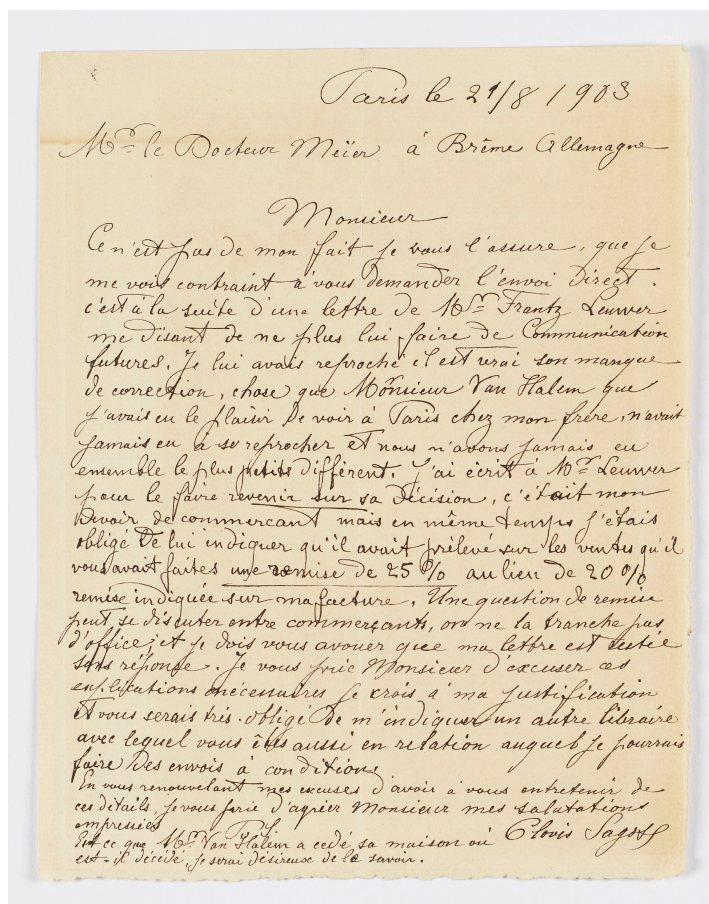 Paris le 21/8/1903
Mr le Docteur Meïer à Brême Allemagne
Monsieur
Ce n'est pas de mon fait je vous l'assure, que je
me vois contraint à vous demander l'envoi direct.
c'est à la suite d'une lettre de Mr Frantz Leuwer
me disant de ne plus lui faire de Communication
futures. Je lui avais reproché il est vrai son manque
de correction, chose que Monsieur Van Halem que
j'avais eu le plaisir de voir à Paris chez mon frère, n'avait
jamais eu à se reprocher et nous n'avons jamais eu
ensemble le plus petits différent. J'ai écrit à Mr Leuwer
pour le faire revenir sur sa décision, c'était mon
Devoir de commercant mais en même temps j'étais
obligé de lui indiquer qu'il avait prélevé sur les ventes qu'il
vous avait faites une remise de 25 % au lieu de 20 %
remise indiquée sur ma facture. Une question de remise
peut se discuter entre commerçants, on ne la tranche pas
d'office, et je dois vous avouer que ma lettre est restée
sans réponse. Je vous prie Monsieur d'excuser ces
explications nécessaires je crois à ma justification
et vous serais très-obligé de m'indiquer un autre libraire
avec lequel vous êtes aussi en relation auquel je pourrais
faire des envois à condition.
En vous renouvelant mes excuses d'avoir à vous entretenir de
ces détails, je vous prie d'agréer Monsieur mes salutations
empressées
Clovis Sagot
Est ce que Mr Van Halem a cédé sa maison ou
est-il décédé, je serai désireux de le savoir.